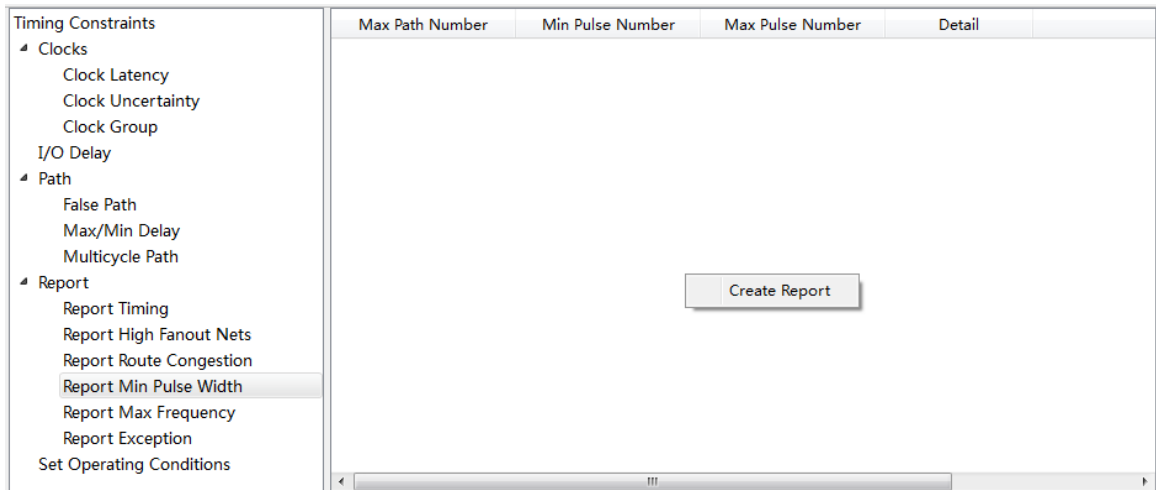 Timing Constraints
Clocks
Clock Latency
Clock Uncertainty
Clock Group
I/O Delay
Path
False Path
Max/Min Delay
Multicycle Path
Report
Report Timing
Report High Fanout Nets
Report Route Congestion
Report Min Pulse Width
Report Max Frequency
Report Exception
Set Operating Conditions
Max Path Number Min Pulse Number Max Pulse Number Detail
Create Report